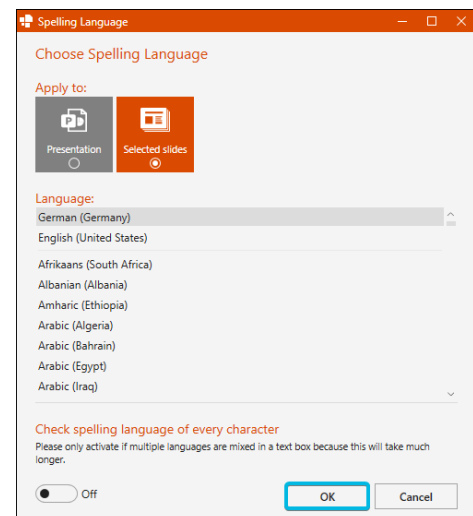 Spelling Language
Choose Spelling Language
Apply to:
Presentation
Selected slides
Language:
German (Germany)
English (United States)
Afrikaans (South Africa)
Albanian (Albania)
Amharic (Ethiopia)
Arabic (Algeria)
Arabic (Bahrain)
Arabic (Egypt)
Arabic (Iraq)
Check spelling language of every character
Please only activate if multiple languages are mixed in a text box because this will take much
longer.
Off
OK
Cancel